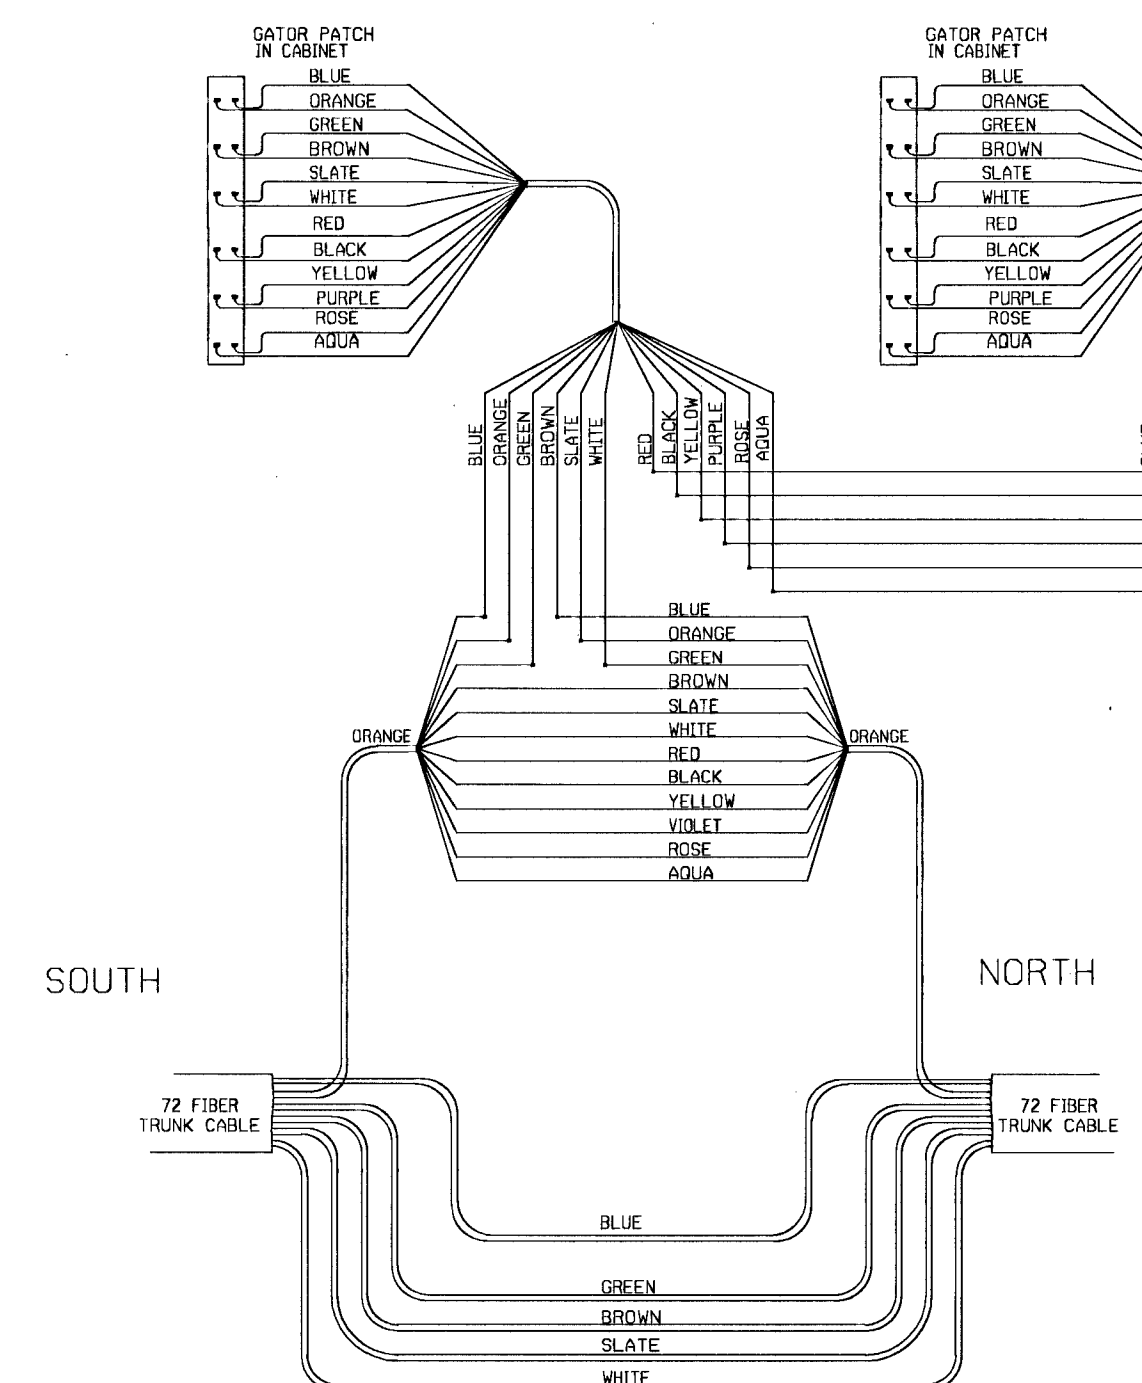 GATOR PATCH
IN CABINET
BLUE
ORANGE
GREEN
BROWN
SLATE
WHITE
RED
BLACK
YELLOW
PURPLE
ROSE
AQUA
GATOR PATCH
IN CABINET
BLUE
ORANGE
GREEN
BROWN
SLATE
WHITE
RED
BLACK
YELLOW
PURPLE
ROSE
AQUA
BLUE
ORANGE
GREEN
BROWN
SLATE
WHITE
RED
BLACK
YELLOW
PURPLE
ROSE
AQUA
BLUE
ORANGE
GREEN
BROWN
SLATE
WHITE
RED
BLACK
YELLOW
VIOLET
ROSE
AQUA
ORANGE
ORANGE
SOUTH
NORTH
72 FIBER
TRUNK CABLE
72 FIBER
TRUNK CABLE
BLUE
GREEN
BROWN
SLATE
WHITE